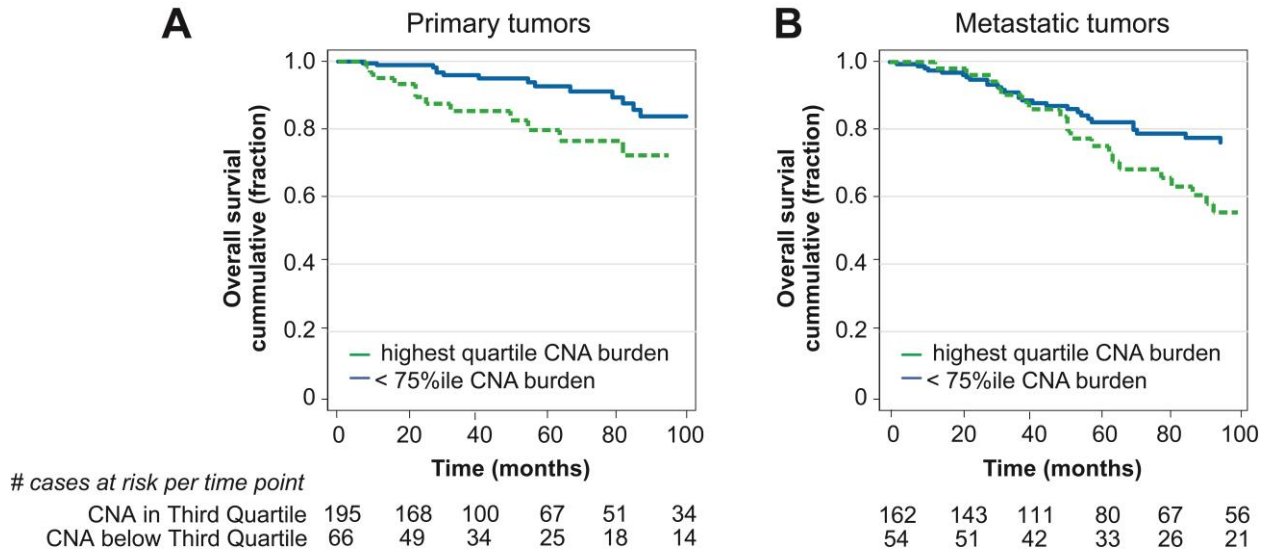 A Primary tumors
Overall survial
cummulative (fraction)
1.0
0.8
0.6
0.4
0.2
0
highest quartile CNA burden
< 75%ile CNA burden
0 20 40 60 80 100
Time (months)
B Metastatic tumors
Overall survial
cummulative (fraction)
1.0
0.8
0.6
0.4
0.2
0
highest quartile CNA burden
< 75%ile CNA burden
0 20 40 60 80 100
Time (months)
# cases at risk per time point
CNA in Third Quartile 195 168 100 67 51 34 162 143 111 80 67 56
CNA below Third Quartile 66 49 34 25 18 14 54 51 42 33 26 21